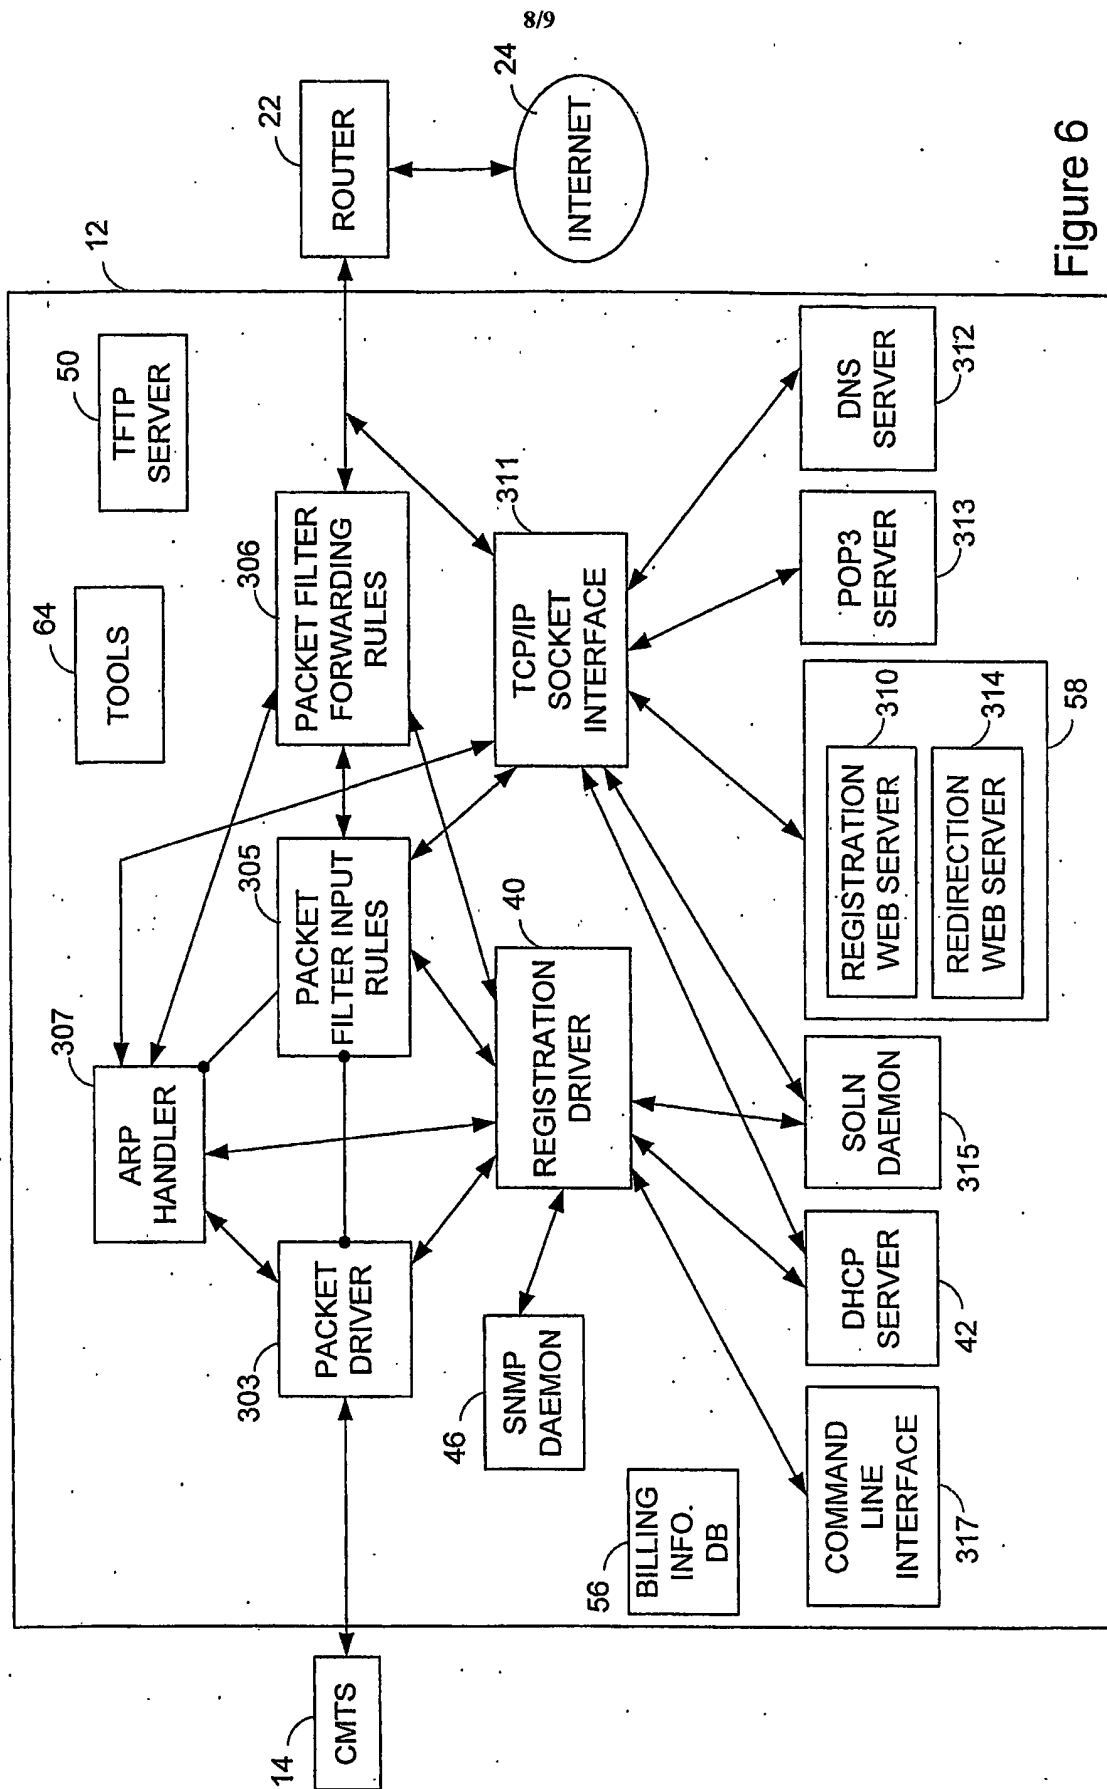 8/9
12
14
CMTS
22
ROUTER
24
INTERNET
64
TOOLS
50
TFTP
SERVER
307
ARP
HANDLER
303
PACKET
DRIVER
305
PACKET
FILTER INPUT
RULES
306
PACKET FILTER
FORWARDING
RULES
46
SNMP
DAEMON
40
REGISTRATION
DRIVER
311
TCP/IP
SOCKET
INTERFACE
56
BILLING
INFO.
DB
COMMAND
LINE
INTERFACE
317
DHCP
SERVER
42
SOLN
DAEMON
315
REGISTRATION
WEB SERVER
310
REDIRECTION
WEB SERVER
314
58
POP3
SERVER
313
DNS
SERVER
312
Figure 6